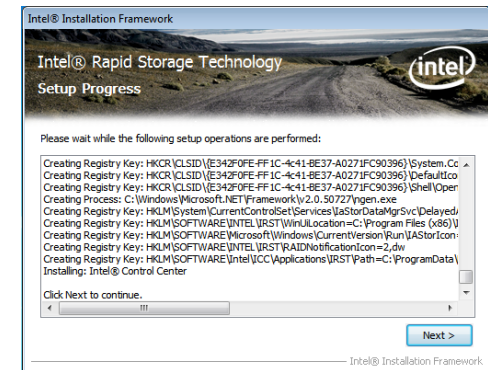 Intel® Installation Framework
Intel® Rapid Storage Technology
intel
Setup Progress
Please wait while the following setup operations are performed:
Creating Registry Key: HKCR\CLSID\{E342F0FE-FF1C-4c41-BE37-A0271FC90396}\System.Cc
Creating Registry Key: HKCR\CLSID\{E342F0FE-FF1C-4c41-BE37-A0271FC90396}\DefaultIco
Creating Registry Key: HKCR\CLSID\{E342F0FE-FF1C-4c41-BE37-A0271FC90396}\Shell\Open
Creating Process: C:\Windows\Microsoft.NET\Framework\v2.0.50727\ngen.exe
Creating Registry Key: HKLM\System\CurrentControlSet\Services\IaStorDataMgrSvc\Delayed
Creating Registry Key: HKLM\SOFTWARE\INTEL\IRST\WinUiLocation=C:\Program Files (x86)\I
Creating Registry Key: HKLM\SOFTWARE\Microsoft\Windows\CurrentVersion\Run\IAStorIcon=
Creating Registry Key: HKLM\SOFTWARE\INTEL\IRST\RAIDNotificationIcon=2,dw
Creating Registry Key: HKLM\SOFTWARE\Intel\ICC\Applications\IRST\Path=C:\ProgramData\
Installing: Intel® Control Center
Click Next to continue.
Next >
Intel® Installation Framework